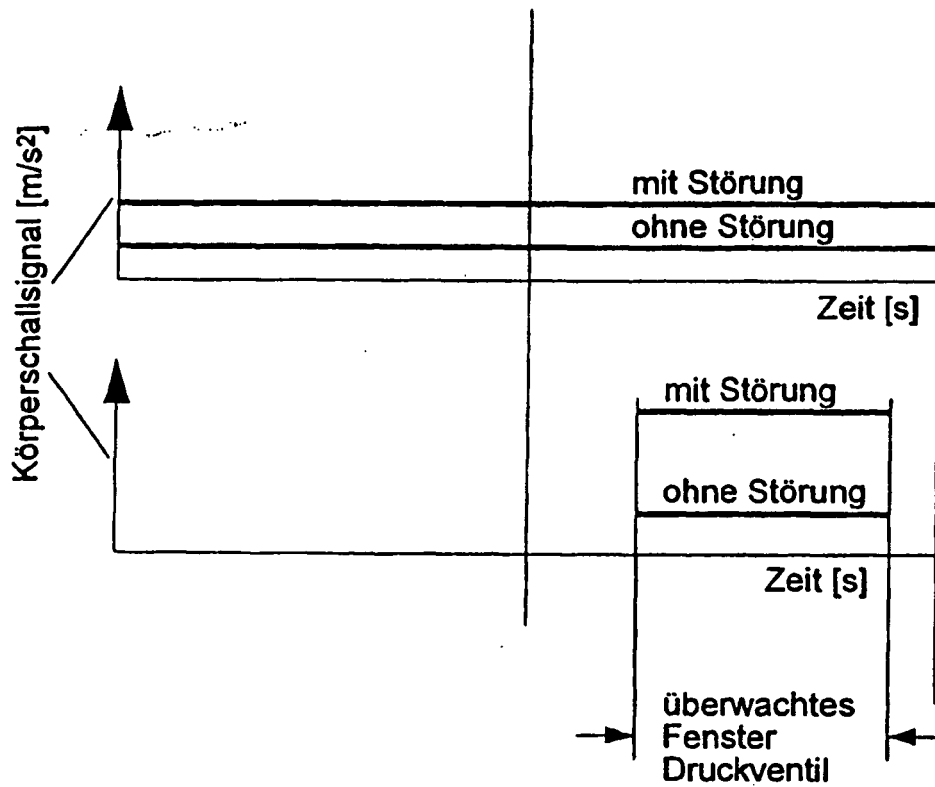 Körperschallsignal [m/s²]
mit Störung
ohne Störung
Zeit [s]
mit Störung
ohne Störung
Zeit [s]
überwachtes
Fenster
Druckventil